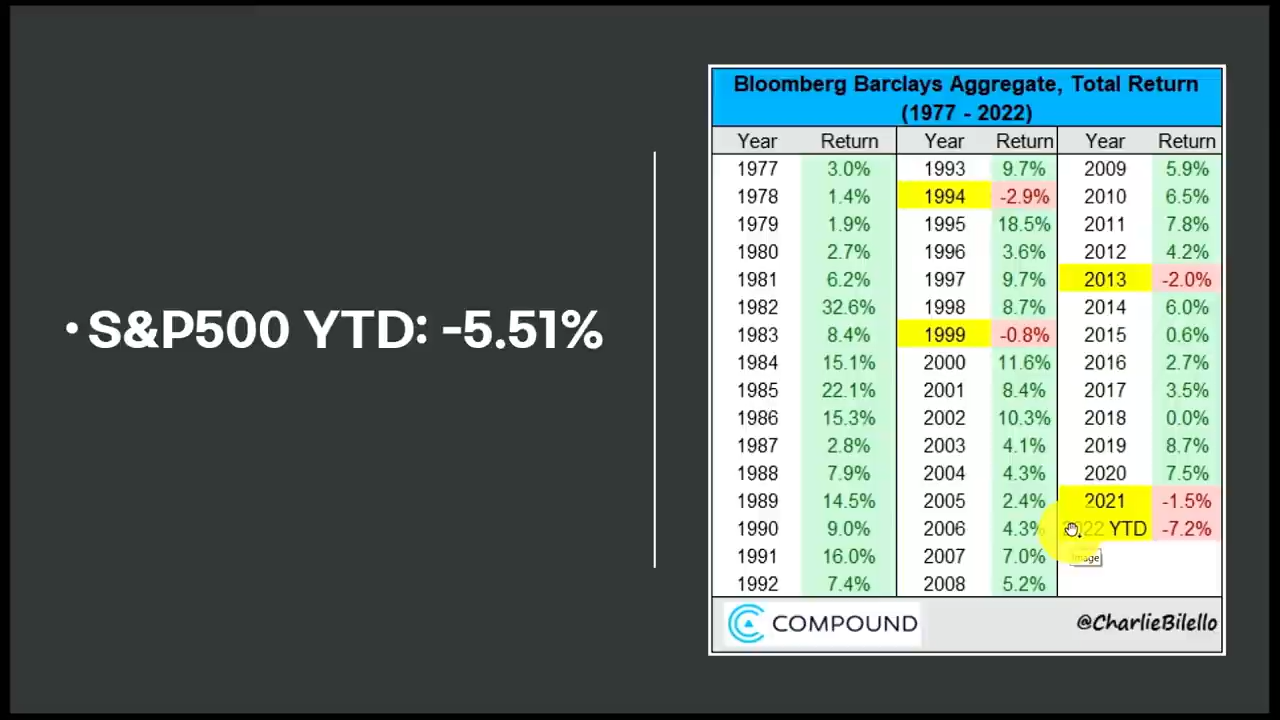 • S&P500 YTD: -5.51%
Bloomberg Barclays Aggregate, Total Return
(1977 - 2022)
Year Return Year Return Year Return
1977 3.0% 1993 9.7% 2009 5.9%
1978 1.4% 1994 -2.9% 2010 6.5%
1979 1.9% 1995 18.5% 2011 7.8%
1980 2.7% 1996 3.6% 2012 4.2%
1981 6.2% 1997 9.7% 2013 -2.0%
1982 32.6% 1998 8.7% 2014 6.0%
1983 8.4% 1999 -0.8% 2015 0.6%
1984 15.1% 2000 11.6% 2016 2.7%
1985 22.1% 2001 8.4% 2017 3.5%
1986 15.3% 2002 10.3% 2018 0.0%
1987 2.8% 2003 4.1% 2019 8.7%
1988 7.9% 2004 4.3% 2020 7.5%
1989 14.5% 2005 2.4% 2021 -1.5%
1990 9.0% 2006 4.3% 2022 YTD -7.2%
1991 16.0% 2007 7.0%
Image
1992 7.4% 2008 5.2%
COMPOUND
@CharlieBilello